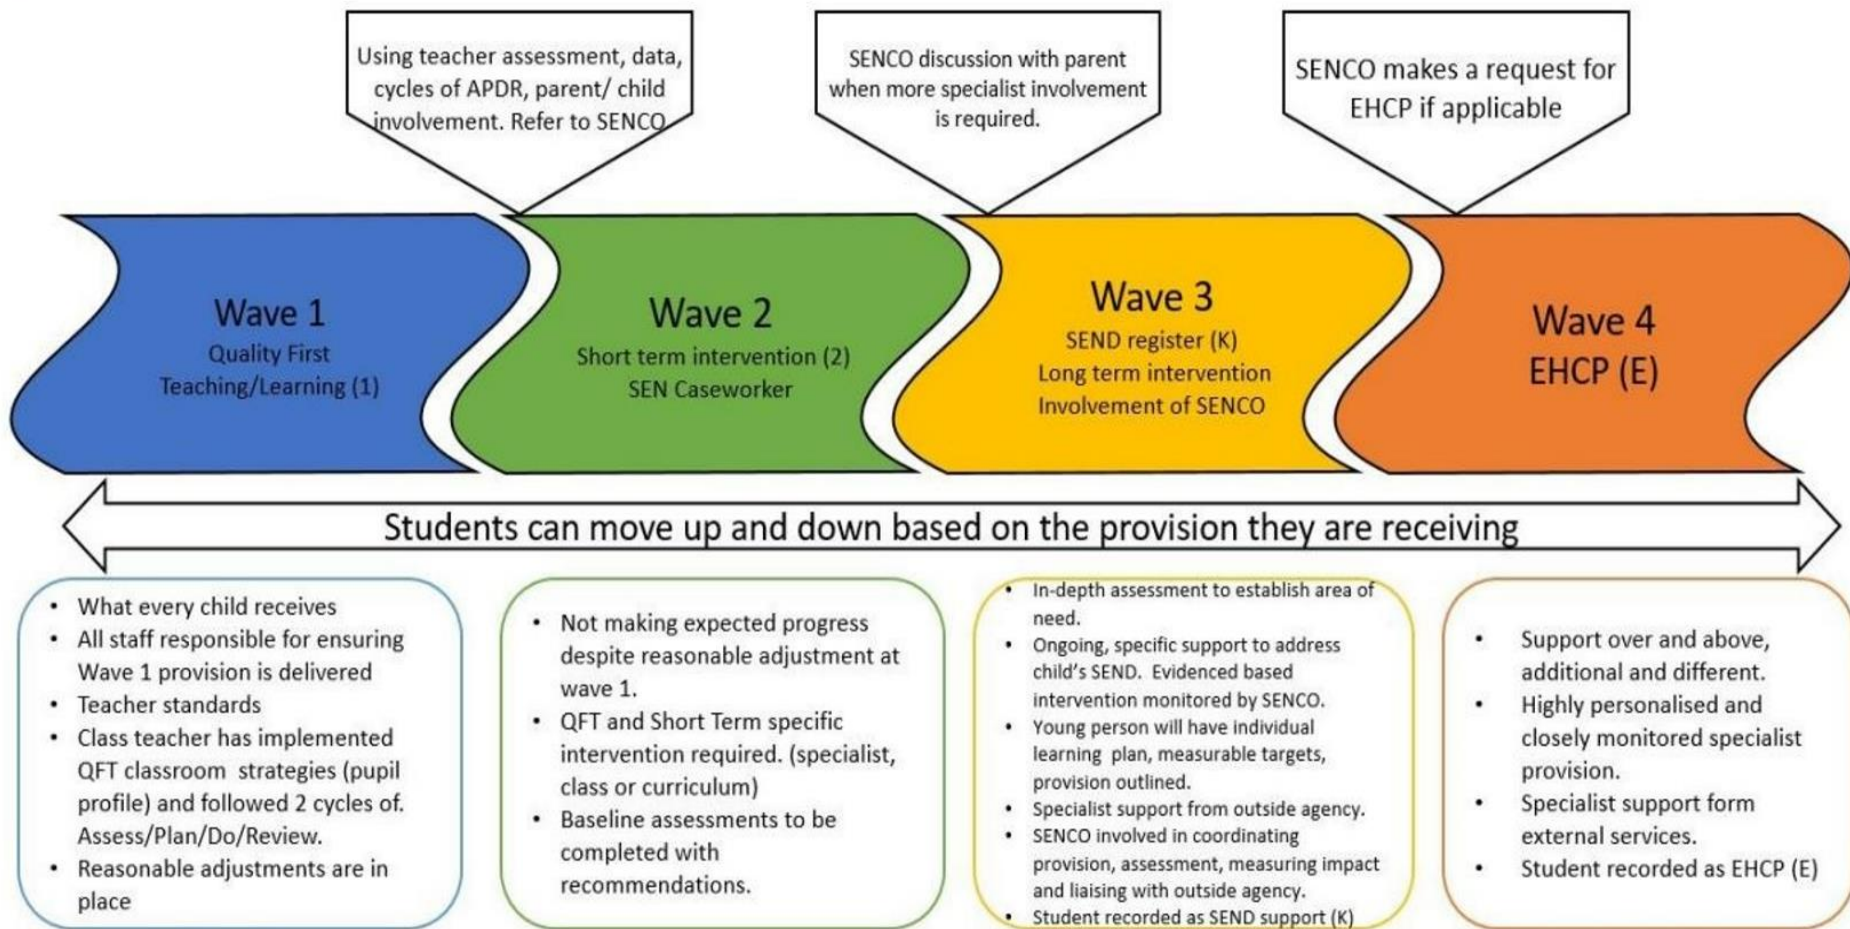 Using teacher assessment, data,
cycles of APDR, parent/ child
involvement. Refer to SENCO
SENCO discussion with parent
when more specialist involvement
is required.
SENCO makes a request for
EHCP if applicable
Wave 1
Quality First
Teaching/Learning (1)
Wave 2
Short term intervention (2)
SEN Caseworker
Wave 3
SEND register (K)
Long term intervention
Involvement of SENCO
Wave 4
EHCP (E)
Students can move up and down based on the provision they are receiving
• What every child receives
• All staff responsible for ensuring
Wave 1 provision is delivered
• Teacher standards
• Class teacher has implemented
QFT classroom strategies (pupil
profile) and followed 2 cycles of.
Assess/Plan/Do/Review.
• Reasonable adjustments are in
place
• Not making expected progress
despite reasonable adjustment at
wave 1.
• QFT and Short Term specific
intervention required. (specialist,
class or curriculum)
• Baseline assessments to be
completed with
recommendations.
• In-depth assessment to establish area of
need.
• Ongoing, specific support to address
child's SEND. Evidenced based
intervention monitored by SENCO.
• Young person will have individual
learning plan, measurable targets,
provision outlined.
• Specialist support from outside agency.
• SENCO involved in coordinating
provision, assessment, measuring impact
and liaising with outside agency.
• Student recorded as SEND support (K)
• Support over and above,
additional and different.
• Highly personalised and
closely monitored specialist
provision.
• Specialist support form
external services.
• Student recorded as EHCP (E)